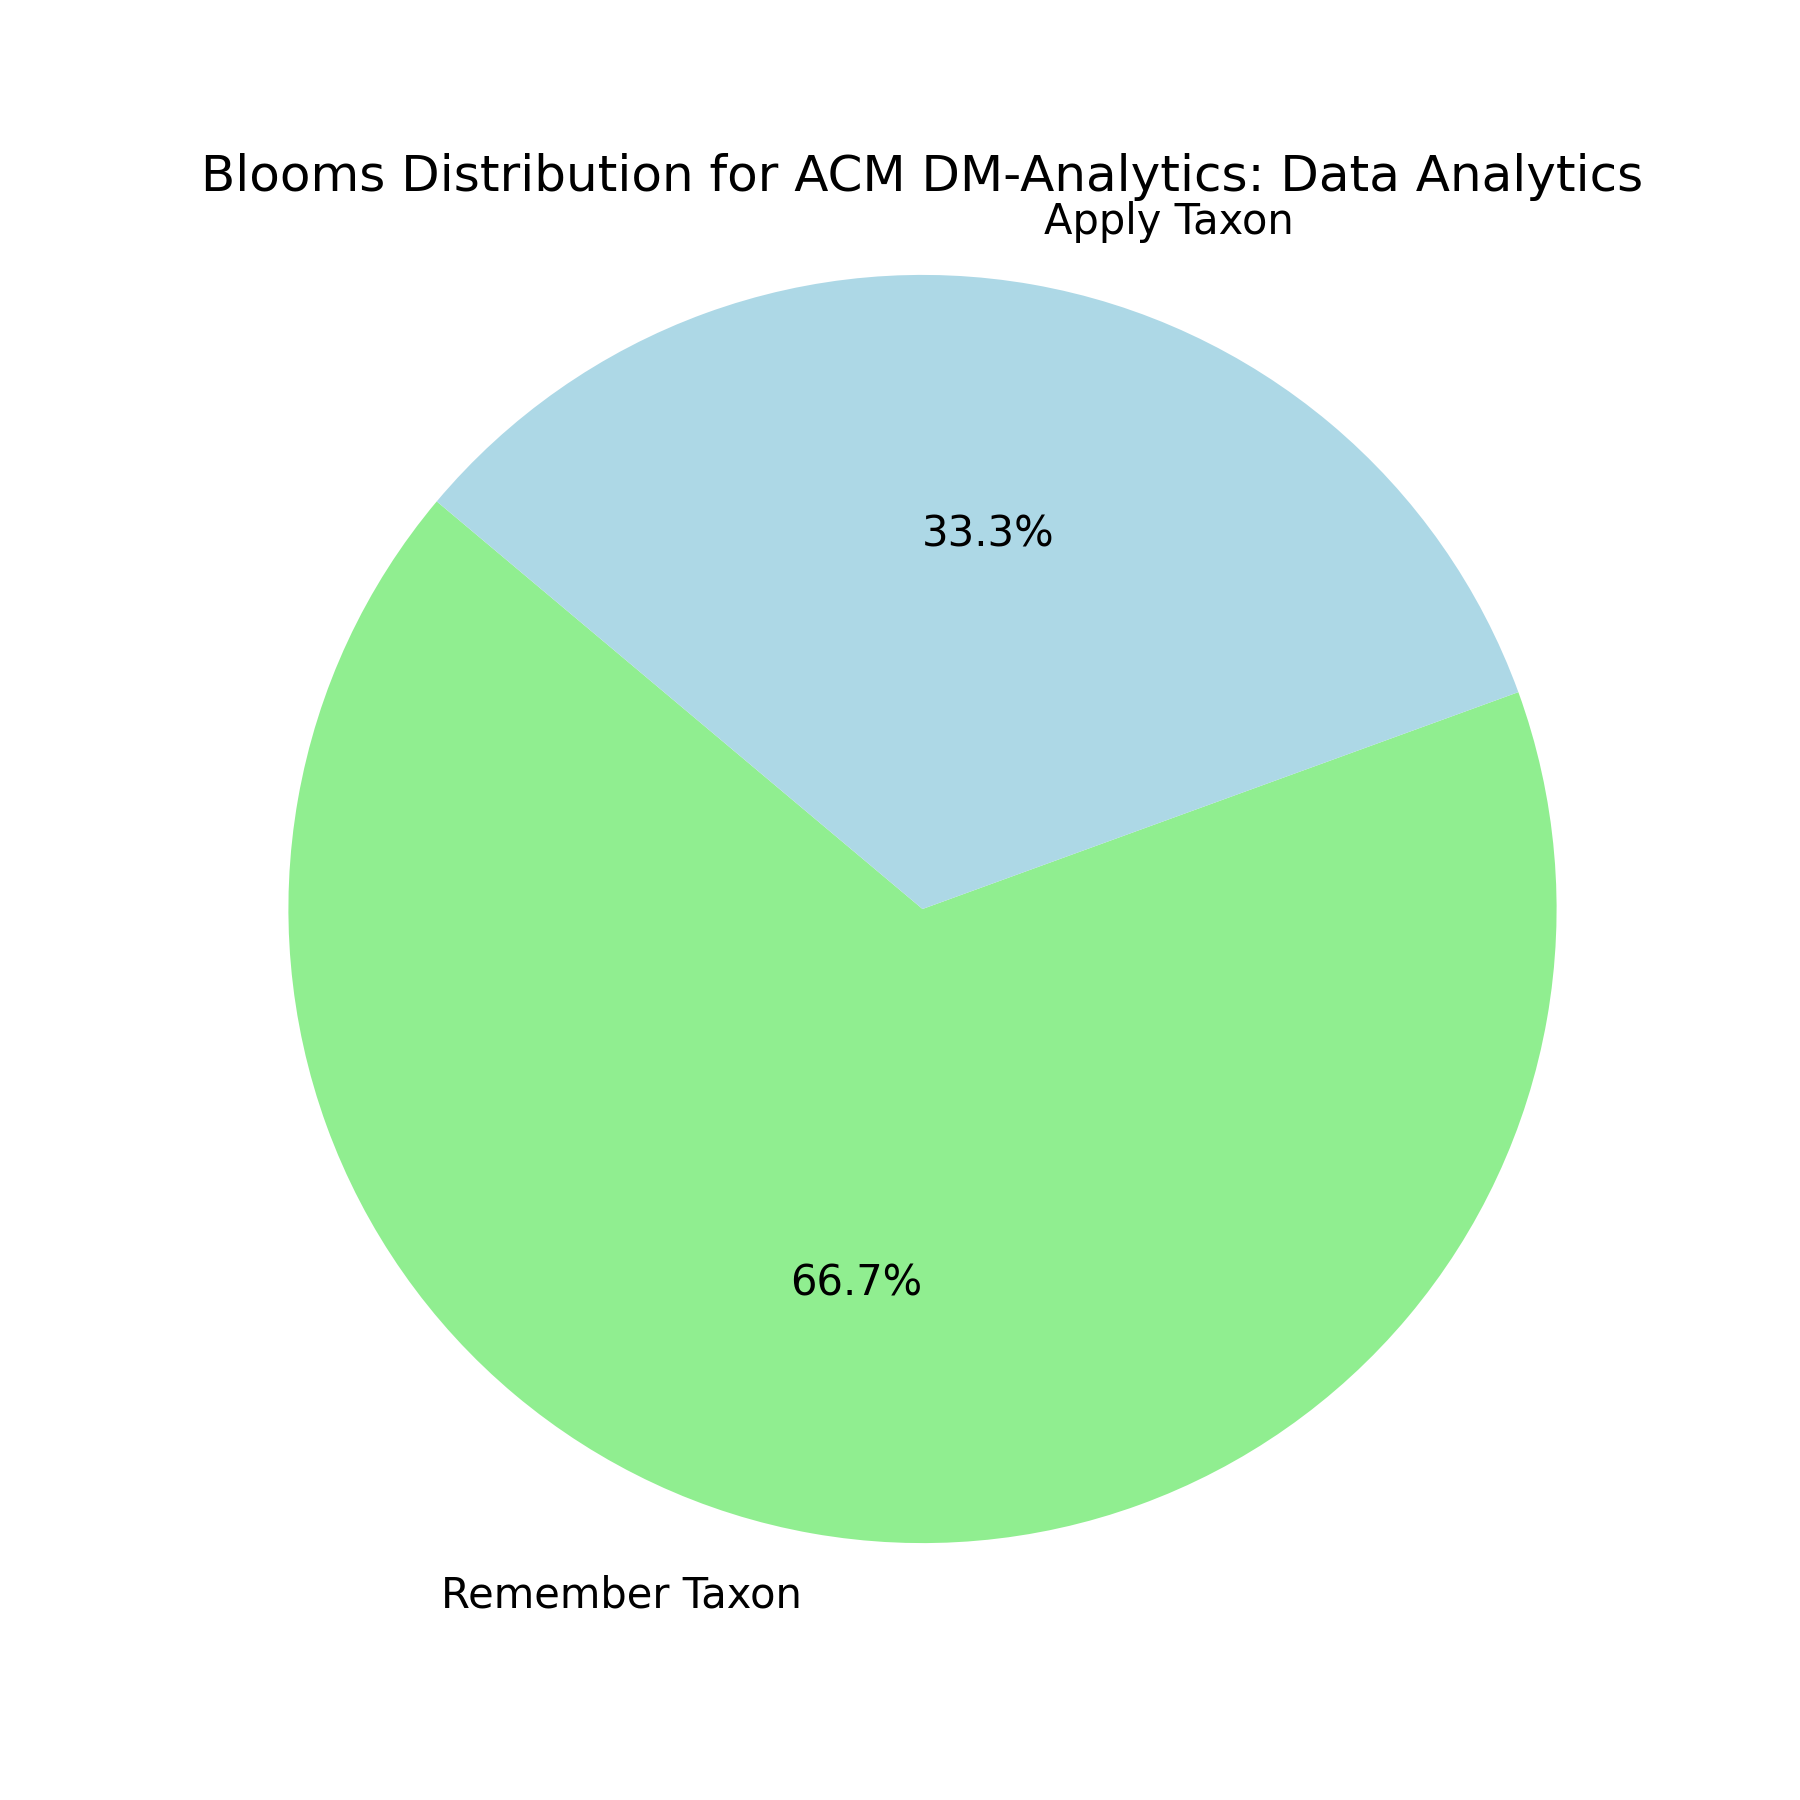 Blooms Distribution for ACM DM-Analytics: Data Analytics
Apply Taxon
33.3%
66.7%
Remember Taxon